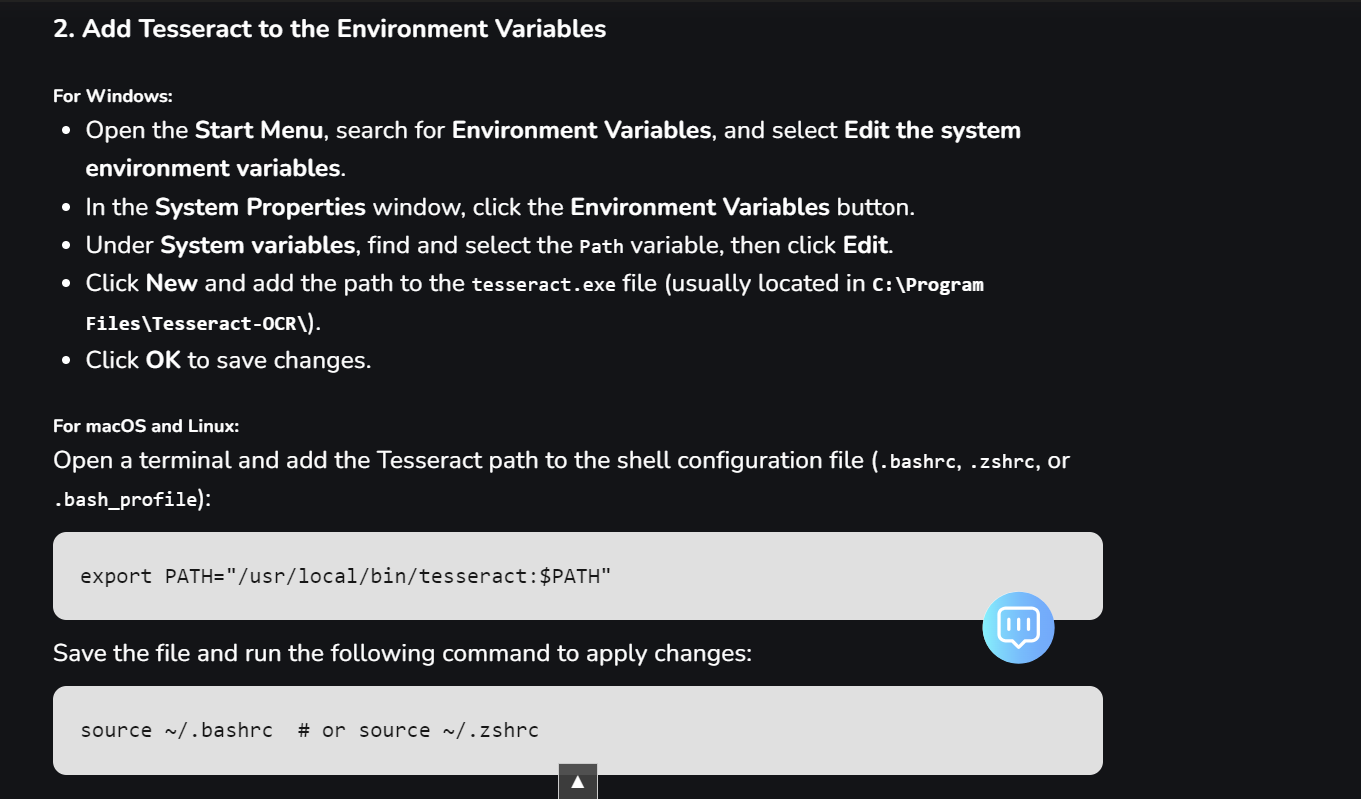 2. Add Tesseract to the Environment Variables
For Windows:
• Open the Start Menu, search for Environment Variables, and select Edit the system
environment variables.
• In the System Properties window, click the Environment Variables button.
• Under System variables, find and select the Path variable, then click Edit.
• Click New and add the path to the tesseract.exe file (usually located in C:\Program
Files\Tesseract-OCR\).
• Click OK to save changes.
For macOS and Linux:
Open a terminal and add the Tesseract path to the shell configuration file (.bashrc, .zshrc, or
.bash_profile):
export PATH="/usr/local/bin/tesseract:$PATH"
Save the file and run the following command to apply changes:
source ~/.bashrc  # or source ~/.zshrc